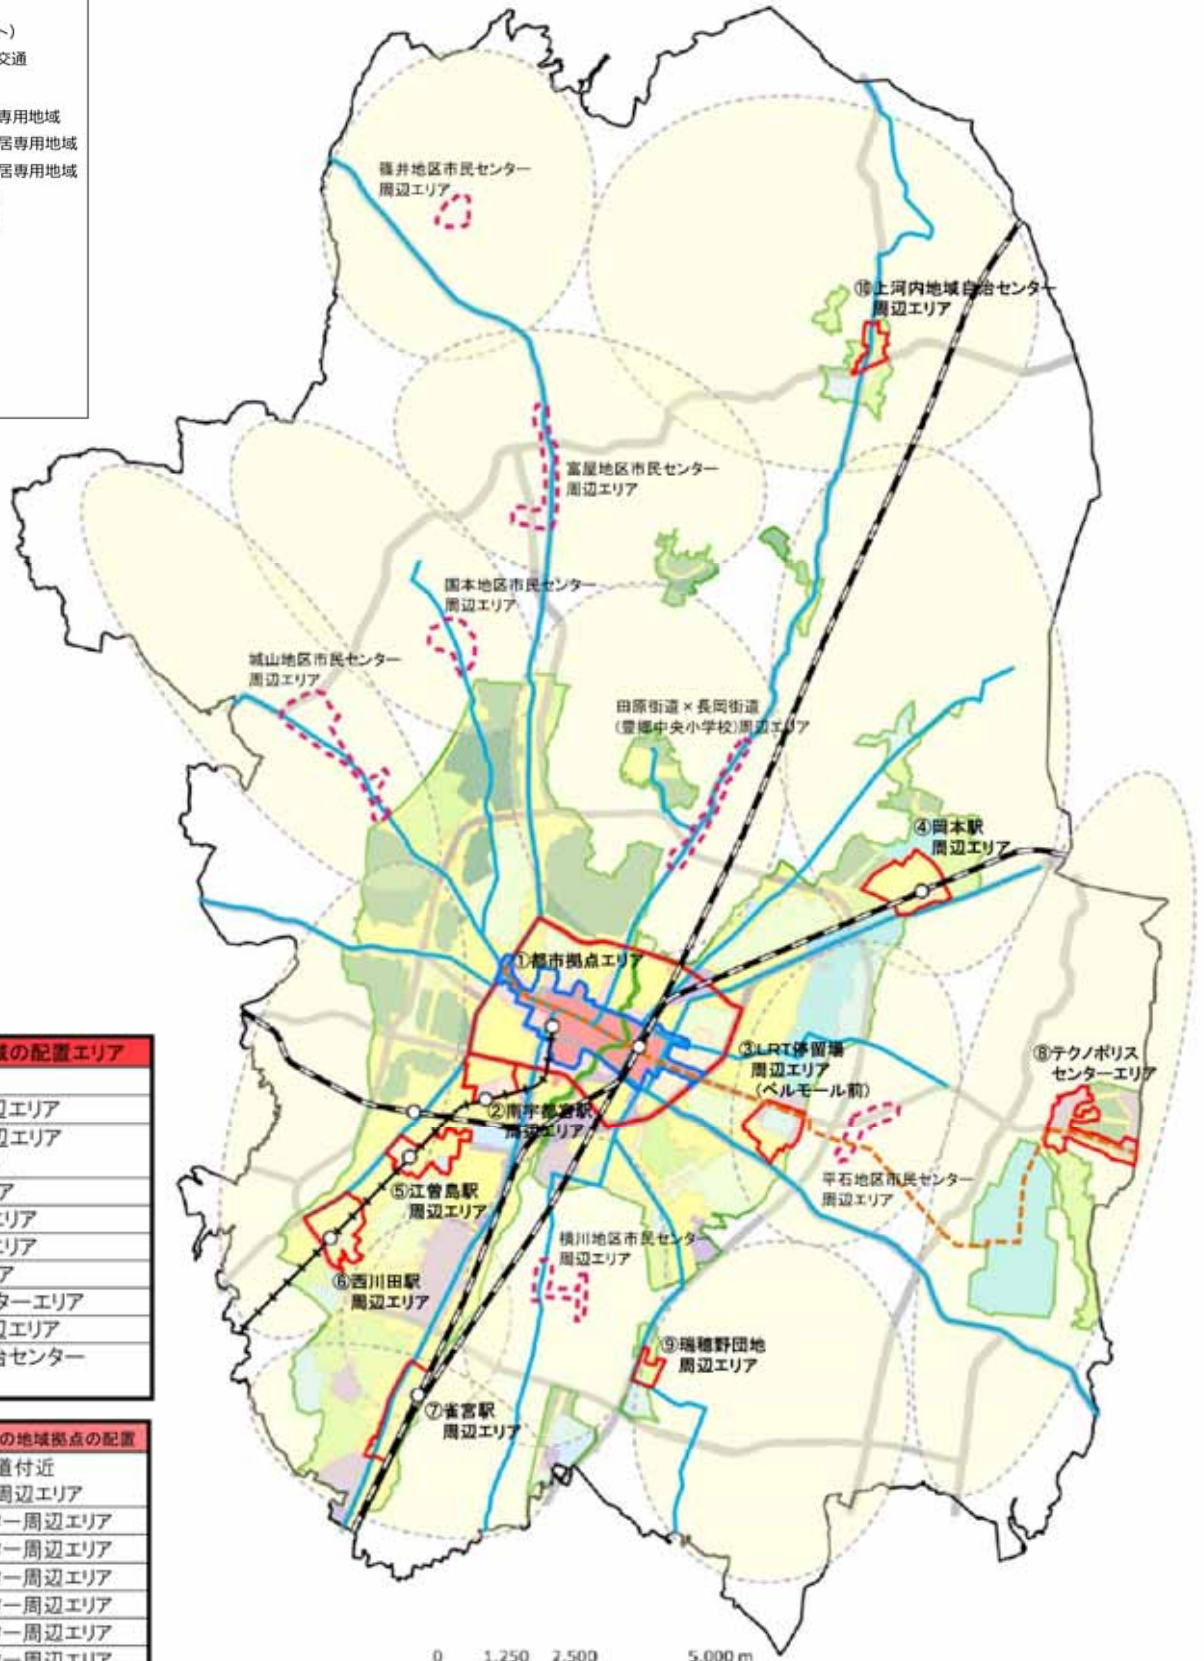 ト）
交通
専用地域
居専用地域
居専用地域
篠井地区市民センター
周辺エリア
⑩上河内地域自治センター
周辺エリア
富屋地区市民センター
周辺エリア
国本地区市民センター
周辺エリア
城山地区市民センター
周辺エリア
田原街道×長岡街道
(豊郷中央小学校)周辺エリア
④岡本駅
周辺エリア
①都市拠点エリア
③LRT停留場
周辺エリア
(ベルモール前)
⑧テクノポリス
センターエリア
②南宇都宮駅
周辺エリア
⑤江曽島駅
周辺エリア
平石地区市民センター
周辺エリア
横川地区市民センター
周辺エリア
⑥西川田駅
周辺エリア
⑨瑞穂野団地
周辺エリア
⑦雀宮駅
周辺エリア
域の配置エリア
辺エリア
辺エリア
ア
エリア
エリア
ア
ターエリア
辺エリア
治センター
の地域拠点の配置
道付近
周辺エリア
ー周辺エリア
ー周辺エリア
ー周辺エリア
ー周辺エリア
ー周辺エリア
ー周辺エリア
0 1,250 2,500 5,000 m